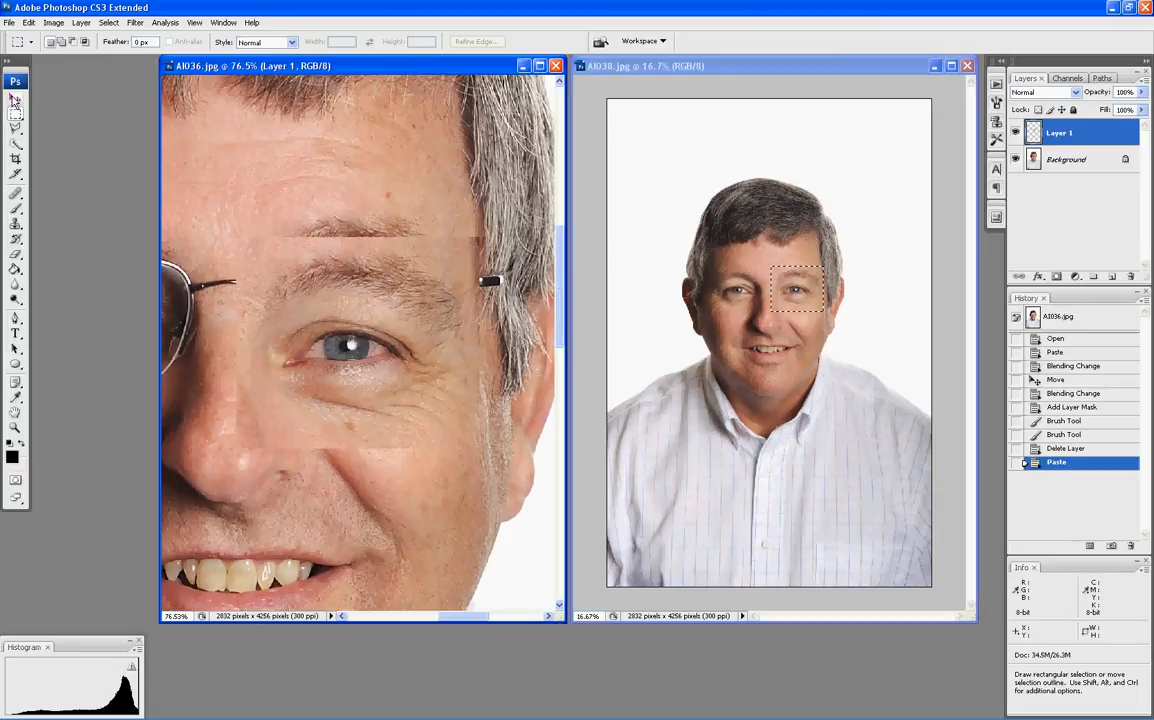 Adobe Photoshop CS3 Extended
File Edit Image Layer Select Filter Analysis View Window Help
Feather: 0 px Anti-alias Style: Normal Width: Height: Refine Edge... Workspace
AI036.jpg @ 76.5% (Layer 1, RGB/8)
AI038.jpg @ 16.7% (RGB/8)
Ps
T
A
Layers Channels Paths
Normal Opacity: 100%
Lock: Fill: 100%
Layer 1
Background
History
AI036.jpg
Open
Paste
Blending Change
Move
Blending Change
Add Layer Mask
Brush Tool
Brush Tool
Delete Layer
Paste
Info
R: C:
G: M:
B: Y:
K:
8-bit 8-bit
X: W:
Y: H:
Doc: 34.5M/26.3M
Draw rectangular selection or move
selection outline. Use Shift, Alt, and Ctrl
for additional options.
76.53% 2832 pixels x 4256 pixels (300 ppi)
16.67% 2832 pixels x 4256 pixels (300 ppi)
Histogram